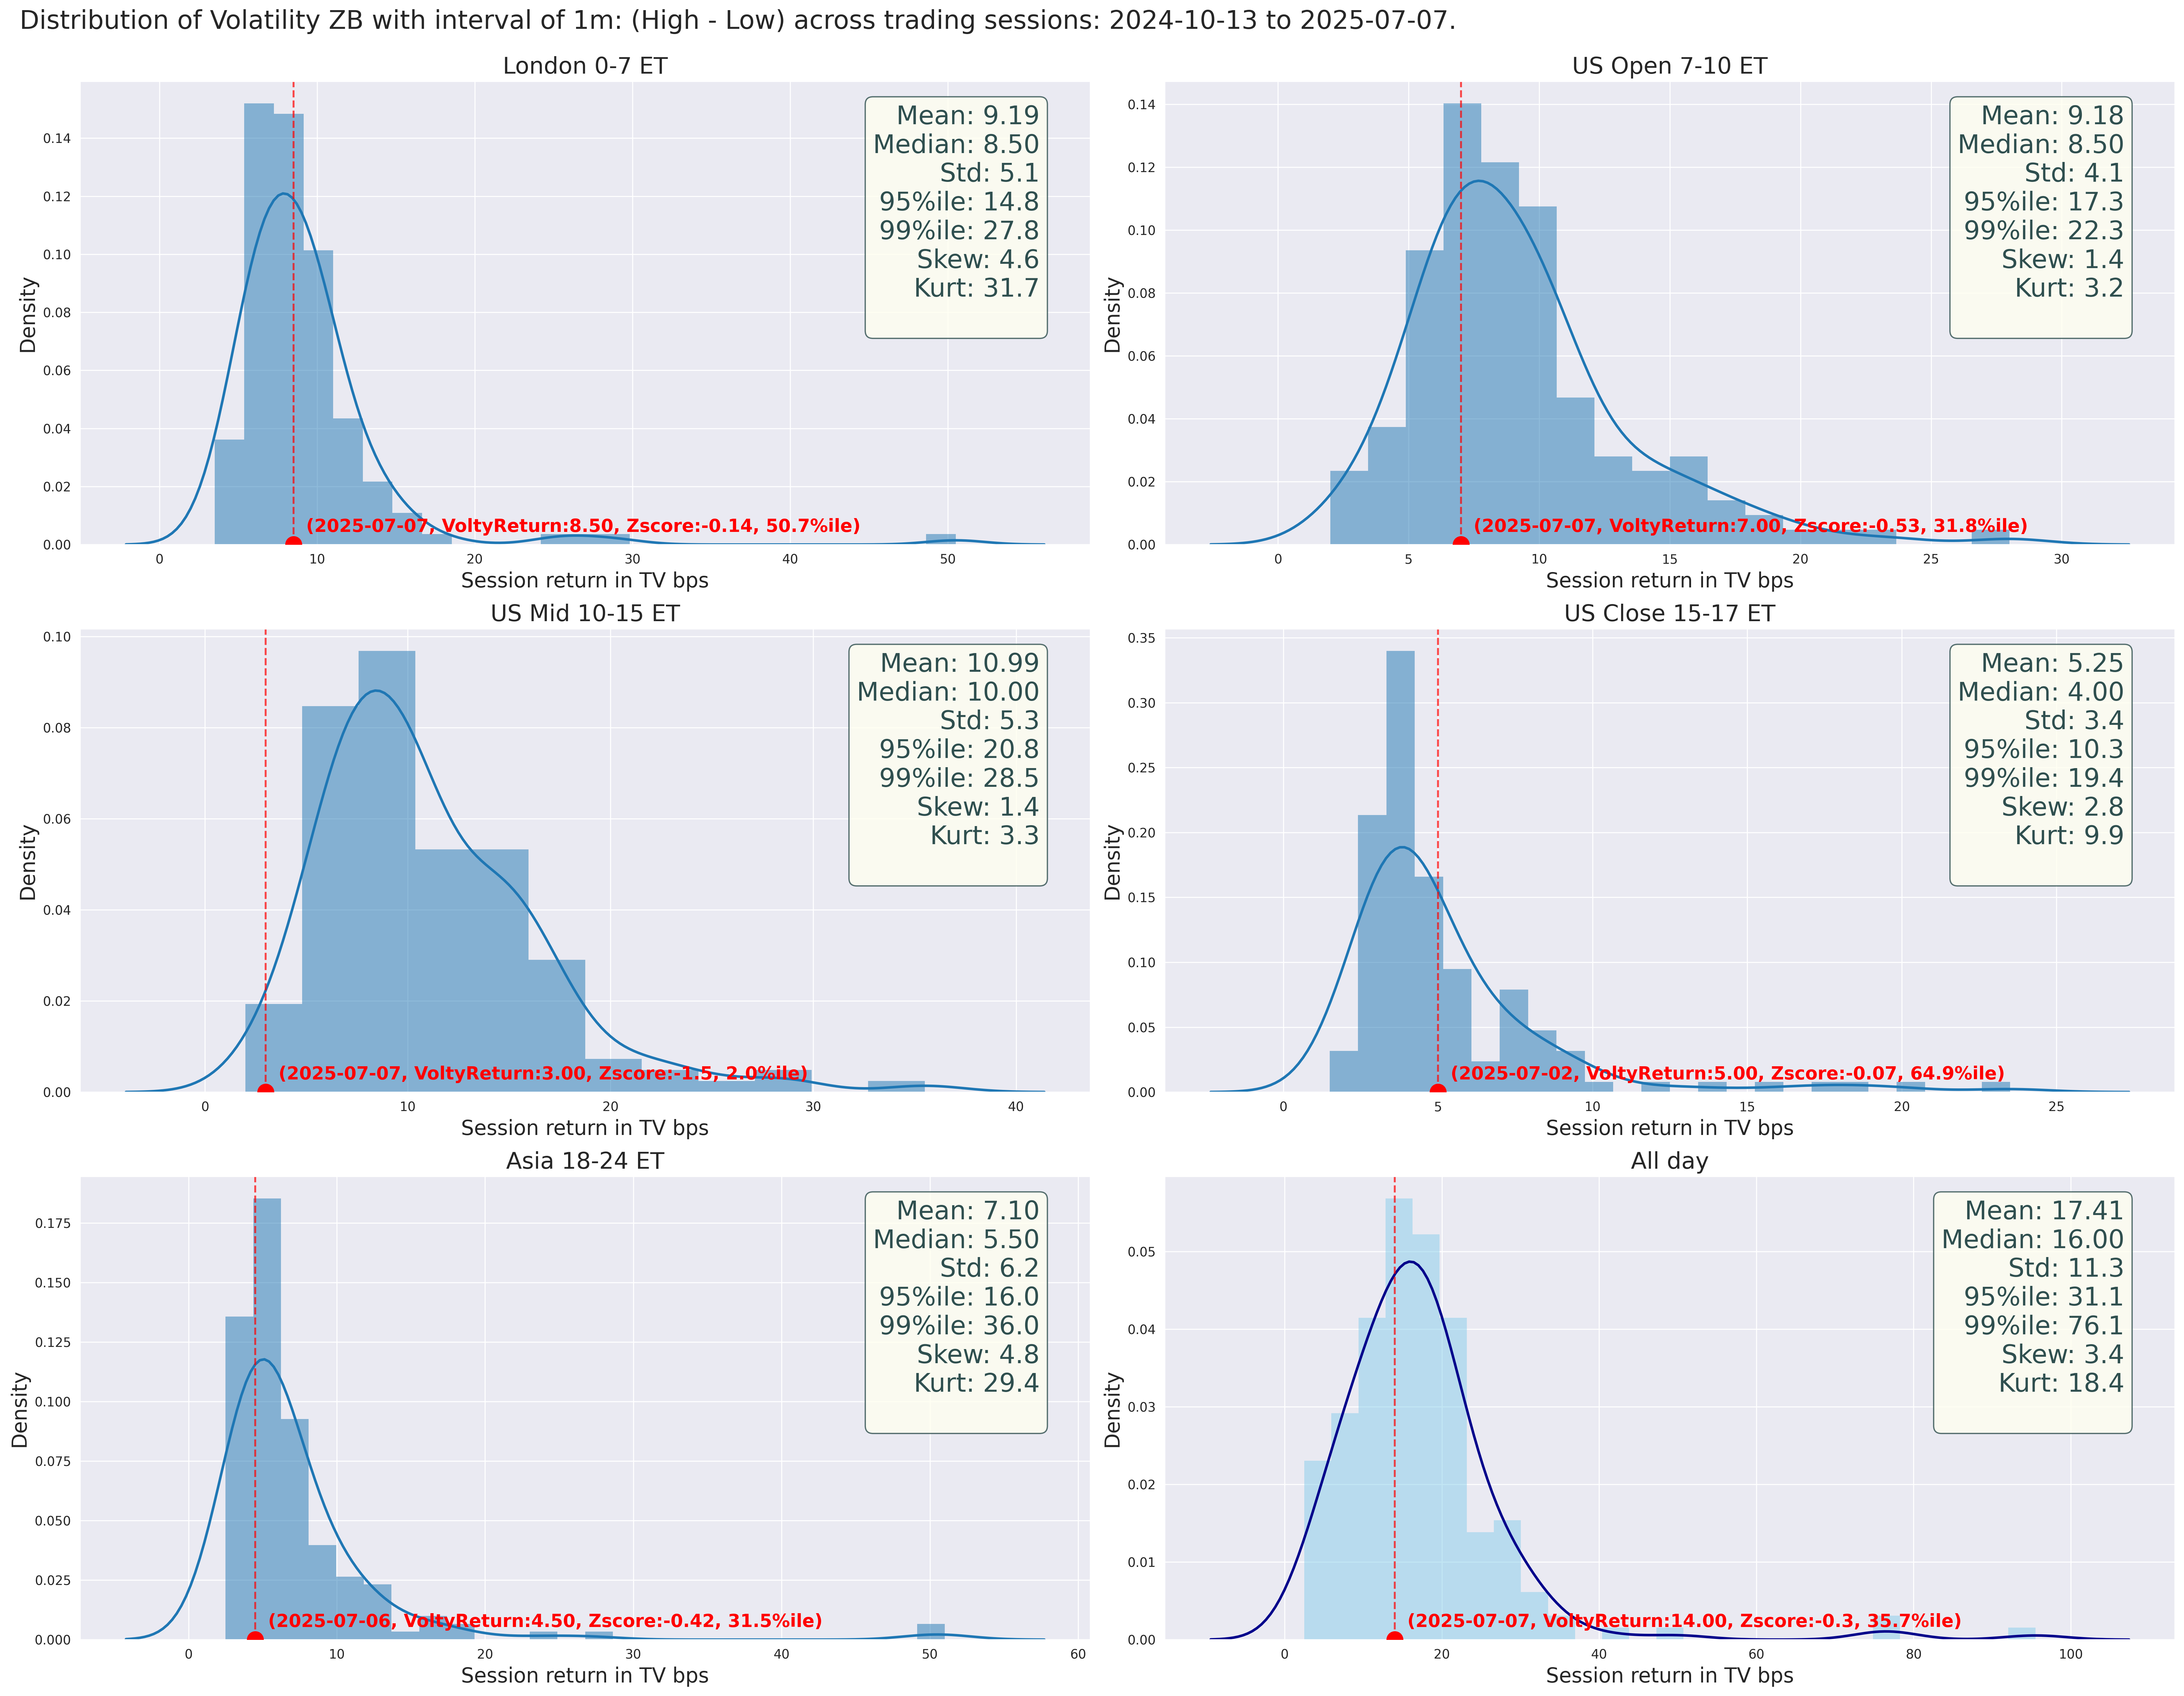 Distribution of Volatility ZB with interval of 1m: (High - Low) across trading sessions: 2024-10-13 to 2025-07-07.
London 0-7 ET
Density
0.14
0.12
0.10
0.08
0.06
0.04
0.02
0.00
Mean: 9.19
Median: 8.50
Std: 5.1
95%ile: 14.8
99%ile: 27.8
Skew: 4.6
Kurt: 31.7
(2025-07-07, VoltyReturn:8.50, Zscore:-0.14, 50.7%ile)
0 10 20 30 40 50
Session return in TV bps
US Open 7-10 ET
Density
0.14
0.12
0.10
0.08
0.06
0.04
0.02
0.00
Mean: 9.18
Median: 8.50
Std: 4.1
95%ile: 17.3
99%ile: 22.3
Skew: 1.4
Kurt: 3.2
(2025-07-07, VoltyReturn:7.00, Zscore:-0.53, 31.8%ile)
0 5 10 15 20 25 30
Session return in TV bps
US Mid 10-15 ET
Density
0.10
0.08
0.06
0.04
0.02
0.00
Mean: 10.99
Median: 10.00
Std: 5.3
95%ile: 20.8
99%ile: 28.5
Skew: 1.4
Kurt: 3.3
(2025-07-07, VoltyReturn:3.00, Zscore:-1.5, 2.0%ile)
0 10 20 30 40
Session return in TV bps
US Close 15-17 ET
Density
0.35
0.30
0.25
0.20
0.15
0.10
0.05
0.00
Mean: 5.25
Median: 4.00
Std: 3.4
95%ile: 10.3
99%ile: 19.4
Skew: 2.8
Kurt: 9.9
(2025-07-02, VoltyReturn:5.00, Zscore:-0.07, 64.9%ile)
0 5 10 15 20 25
Session return in TV bps
Asia 18-24 ET
Density
0.175
0.150
0.125
0.100
0.075
0.050
0.025
0.000
Mean: 7.10
Median: 5.50
Std: 6.2
95%ile: 16.0
99%ile: 36.0
Skew: 4.8
Kurt: 29.4
(2025-07-06, VoltyReturn:4.50, Zscore:-0.42, 31.5%ile)
0 10 20 30 40 50 60
Session return in TV bps
All day
Density
0.05
0.04
0.03
0.02
0.01
0.00
Mean: 17.41
Median: 16.00
Std: 11.3
95%ile: 31.1
99%ile: 76.1
Skew: 3.4
Kurt: 18.4
(2025-07-07, VoltyReturn:14.00, Zscore:-0.3, 35.7%ile)
0 20 40 60 80 100
Session return in TV bps